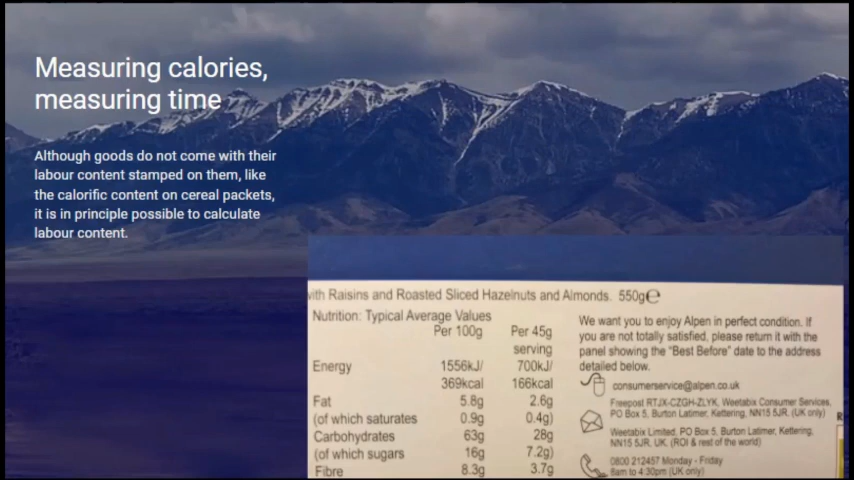 Measuring calories,
measuring time
Although goods do not come with their
labour content stamped on them, like
the calorific content on cereal packets,
it is in principle possible to calculate
labour content.
with Raisins and Roasted Sliced Hazelnuts and Almonds. 550g℮
Nutrition: Typical Average Values
Per 100g Per 45g
serving
Energy 1556kJ/ 700kJ/
369kcal 166kcal
Fat 5.8g 2.6g
(of which saturates 0.9g 0.4g)
Carbohydrates 63g 28g
(of which sugars 16g 7.2g)
Fibre 8.3g 3.7g
We want you to enjoy Alpen in perfect condition. If
you are not totally satisfied, please return it with the
panel showing the "Best Before" date to the address
detailed below.
consumerservice@alpen.co.uk
Freepost RTJX-CZGH-ZLYK, Weetabix Consumer Services,
PO Box 5, Burton Latimer, Kettering, NN15 5JR. (UK only)
Weetabix Limited, PO Box 5, Burton Latimer, Kettering,
NN15 5JR, UK. (ROI & rest of the world)
0800 212457 Monday - Friday
8am to 4:30pm (UK only)